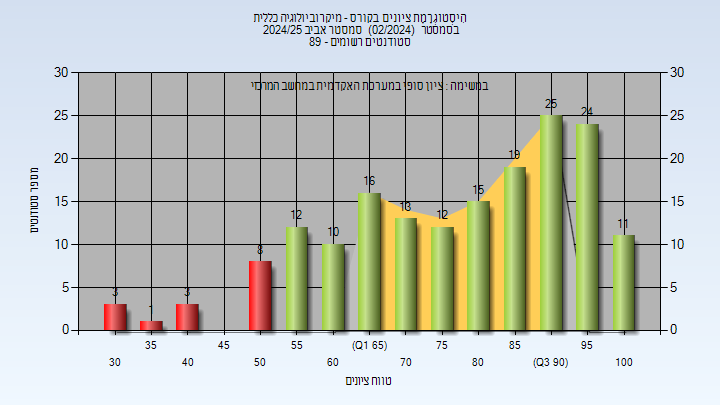 היסטוגרמת ציונים בקורס - מיקרוביולוגיה כללית
בסמסטר (02/2024) סמסטר אביב 2024/25
סטודנטים רשומים - 89
במשימה : ציון סופי במערכת האקדמית במחשב המרכזי
מספר סטודנטים
30 25 20 15 10 5 0
30 25 20 15 10 5 0
3 1 3 8 12 10 16 13 12 15 19 25 24 11
35 45 55 (Q1 65) 75 85 95
30 40 50 60 70 80 (Q3 90) 100
טווח ציונים